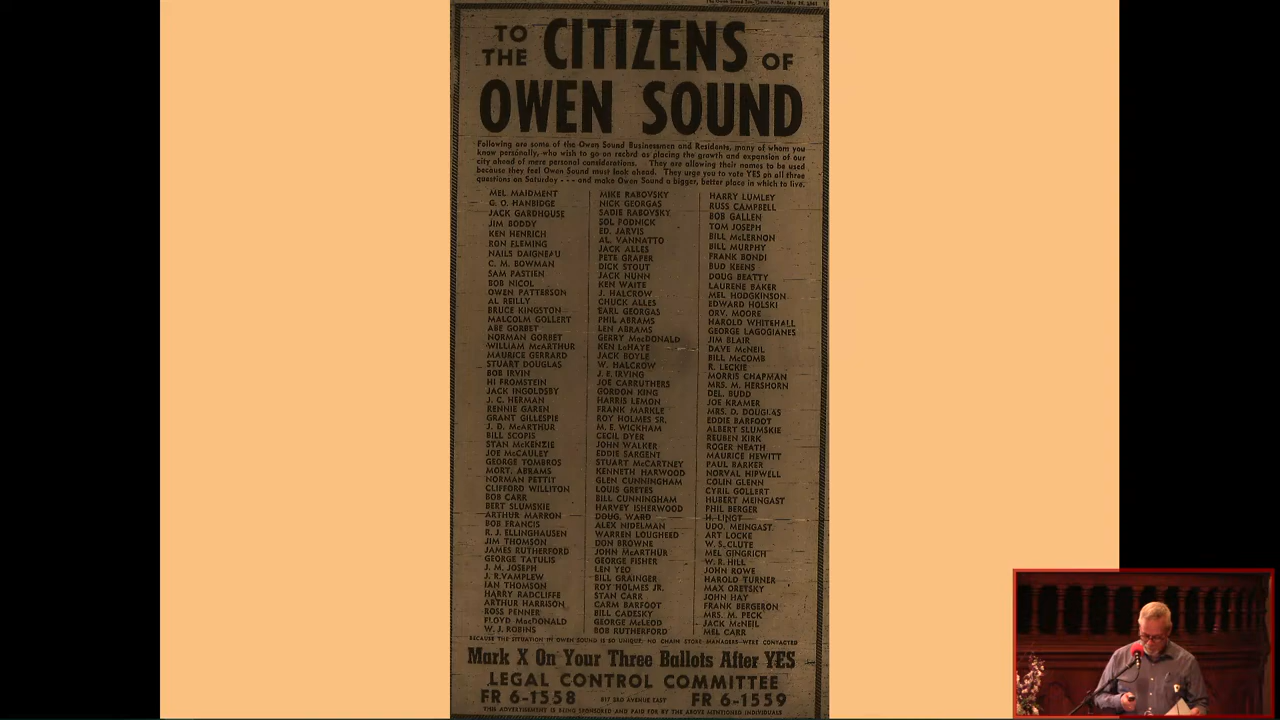 The Owen Sound Sun-Times, Friday, May
TO
THE CITIZENS OF
OWEN SOUND
Following are some of the Owen Sound Businessmen and Residents, many of whom you
know personally, who wish to go on record as placing the growth and expansion of our
city ahead of mere personal considerations. They are allowing their names to be used
because they feel Owen Sound must look ahead. They urge you to vote YES on all three
questions on Saturday - - - and make Owen Sound a bigger, better place in which to live.
MEL MAIDMENT
G. O. HANBIDGE
JACK GARDHOUSE
JIM BODDY
KEN HENRICH
RON FLEMING
NAILS DAIGNEAU
C. M. BOWMAN
SAM PASTIEN
BOB NICOL
OWEN PATTERSON
AL REILLY
BRUCE KINGSTON
MALCOLM GOLLERT
ABE GORBET
NORMAN GORBET
WILLIAM McARTHUR
MAURICE GERRARD
STUART DOUGLAS
BOB IRVIN
HI FROMSTEIN
JACK INGOLDSBY
J. C. HERMAN
RENNIE GAREN
GRANT GILLESPIE
J. D. McARTHUR
BILL SCOPIS
STAN McKENZIE
JOE McCAULEY
GEORGE TOMBROS
MORT. ABRAMS
NORMAN PETTIT
CLIFFORD WILLITON
BOB CARR
BERT SLUMSKIE
ARTHUR MARRON
BOB FRANCIS
R. J. ELLINGHAUSEN
JIM THOMSON
JAMES RUTHERFORD
GEORGE TATULIS
J. M. JOSEPH
J. R. VAMPLEW
IAN THOMSON
HARRY RADCLIFFE
ARTHUR HARRISON
ROSS PENNER
FLOYD MacDONALD
W. J. ROBINS
MIKE RABOVSKY
NICK GEORGAS
SADIE RABOVSKY
SOL PODNICK
ED. JARVIS
AL. VANNATTO
JACK ALLES
PETE GRAPER
DICK STOUT
JACK NUNN
KEN WAITE
J. HALCROW
CHUCK ALLES
EARL GEORGAS
PHIL ABRAMS
LEN ABRAMS
GERRY MacDONALD
KEN LeHAYE
JACK BOYLE
W. HALCROW
J. E. IRVING
JOE CARRUTHERS
GORDON KING
HARRIS LEMON
FRANK MARKLE
ROY HOLMES SR.
M. E. WICKHAM
CECIL DYER
JOHN WALKER
EDDIE SARGENT
STUART McCARTNEY
KENNETH HARWOOD
GLEN CUNNINGHAM
LOUIS GRETES
BILL CUNNINGHAM
HARVEY ISHERWOOD
DOUG. WARD
ALEX NIDELMAN
WARREN LOUGHEED
DON BROWNE
JOHN McARTHUR
GEORGE FISHER
LEN YEO
BILL GRAINGER
ROY HOLMES JR.
STAN CARR
CARM BARFOOT
BILL CADESKY
GEORGE McLEOD
BOB RUTHERFORD
HARRY LUMLEY
RUSS CAMPBELL
BOB GALLEN
TOM JOSEPH
BILL McLERNON
BILL MURPHY
FRANK BONDI
BUD KEENS
DOUG BEATTY
LAURENE BAKER
MEL HODGKINSON
EDWARD HOLSKI
ORV. MOORE
HAROLD WHITEHALL
GEORGE LAGOGIANES
JIM BLAIR
DAVE McNEIL
BILL McCOMB
R. LECKIE
MORRIS CHAPMAN
MRS. M. HERSHORN
DEL. BUDD
JOE KRAMER
MRS. D. DOUGLAS
EDDIE BARFOOT
ALBERT SLUMSKIE
REUBEN KIRK
ROGER NEATH
MAURICE HEWITT
PAUL BARKER
NORVAL HIPWELL
COLIN GLENN
CYRIL GOLLERT
HUBERT MEINGAST
PHIL BERGER
H. LINGT
UDO. MEINGAST
ART LOCKE
W. S. CLUTE
MEL GINGRICH
W. R. HILL
JOHN ROWE
HAROLD TURNER
MAX ORETSKY
JOHN HAY
FRANK BERGERON
MRS. M. PECK
JACK McNEIL
MEL CARR
BECAUSE THE SITUATION IN OWEN SOUND IS SO UNIQUE, NO CHAIN STORE MANAGERS WERE CONTACTED
Mark X On Your Three Ballots After YES
LEGAL CONTROL COMMITTEE
FR 6-1558 817 2ND AVENUE EAST FR 6-1559
THIS ADVERTISEMENT IS BEING SPONSORED AND PAID FOR BY THE ABOVE MENTIONED INDIVIDUALS